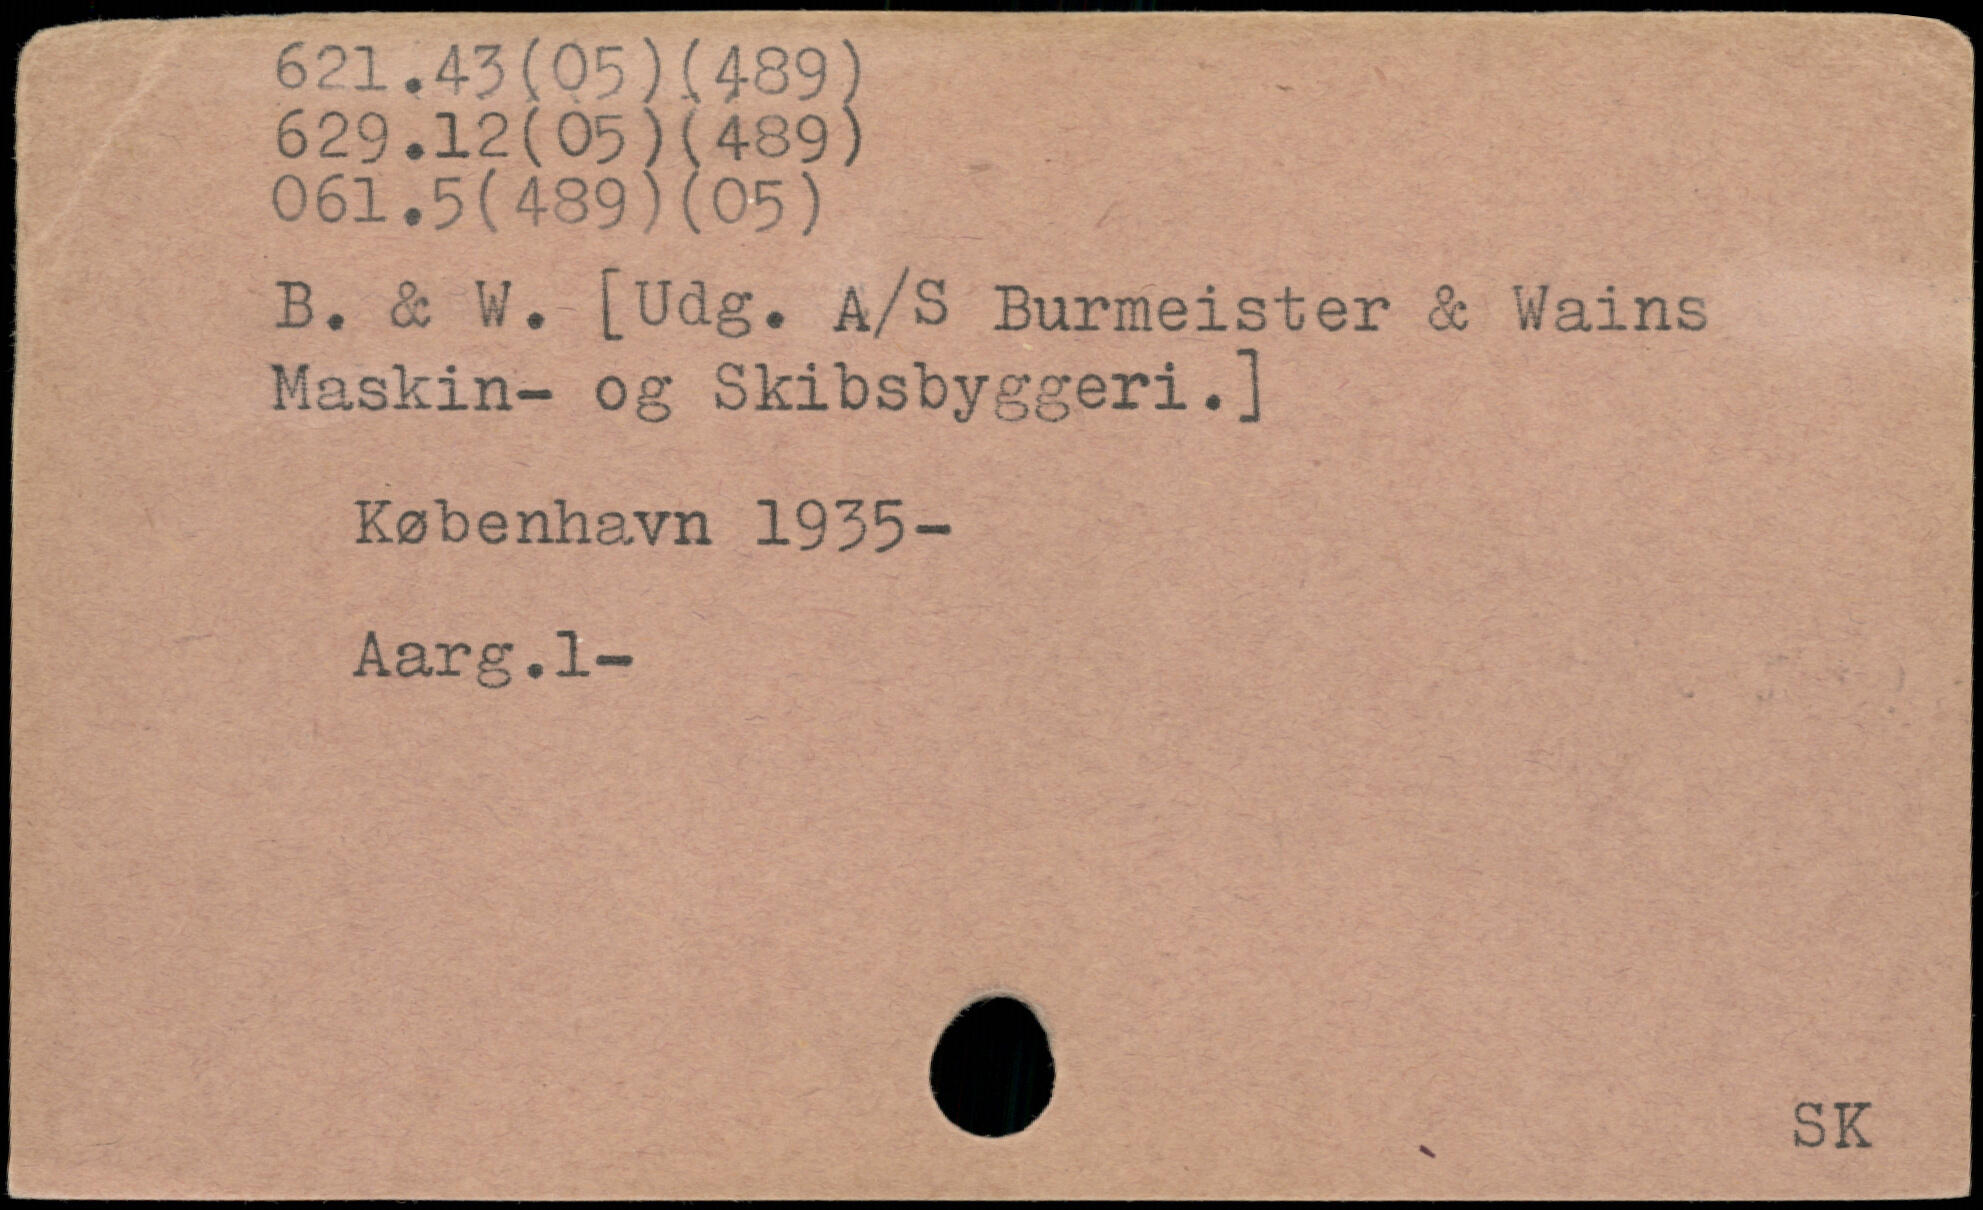 621.43(05)(489)
629.12(05)(489)
061.5(489)(05)
B. & W. [Udg. A/S Burmeister & Wains
Maskin- og Skibsbyggeri.]
København 1935-
Aarg.1-
SK